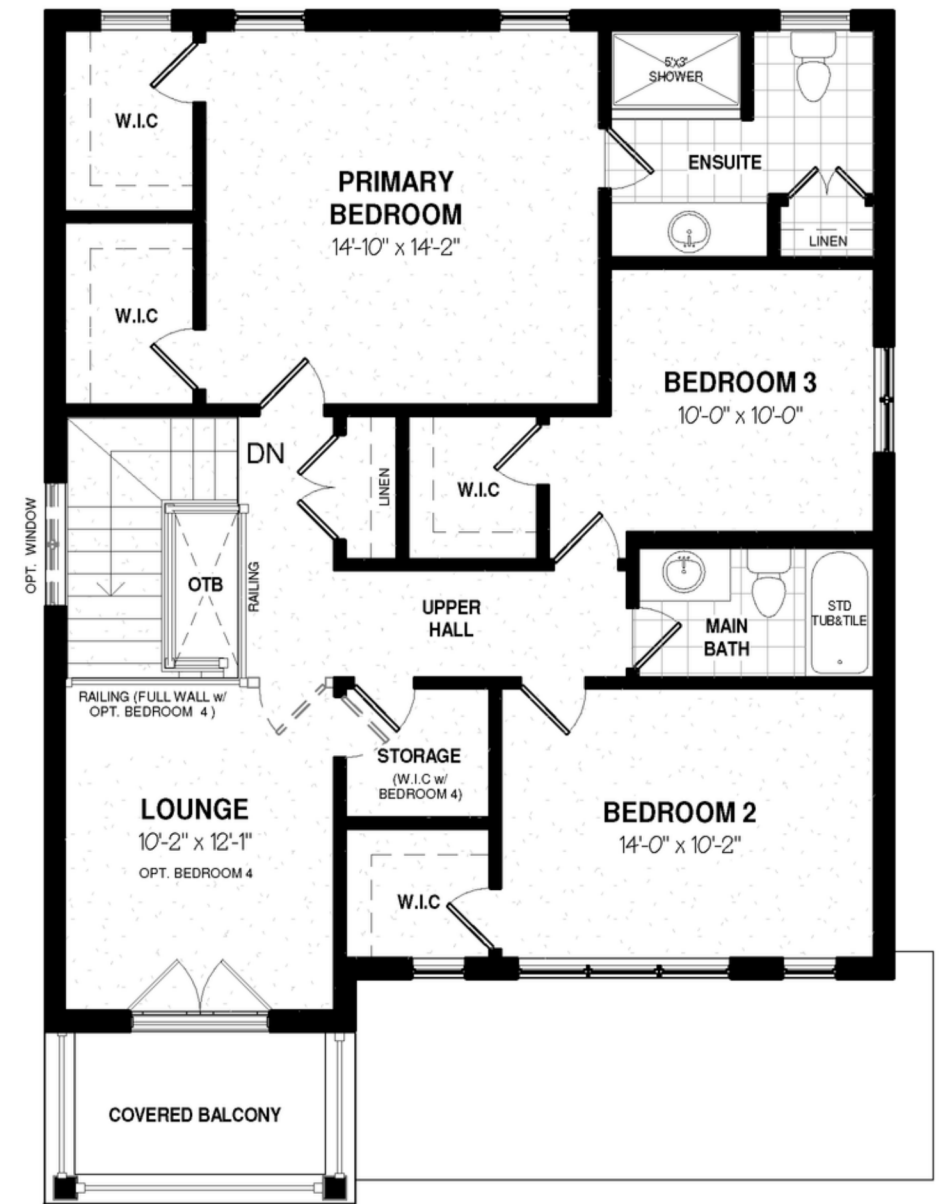 5'x3'
SHOWER
W.I.C
ENSUITE
PRIMARY
BEDROOM
14'-10" x 14'-2"
LINEN
W.I.C
BEDROOM 3
10'-0" x 10'-0"
DN
LINEN
W.I.C
OPT. WINDOW
OTB
RAILING
UPPER
HALL
MAIN
BATH
STD
TUB&TILE
RAILING (FULL WALL w/
OPT. BEDROOM 4 )
STORAGE
(W.I.C w/
BEDROOM 4)
LOUNGE
10'-2" x 12'-1"
OPT. BEDROOM 4
BEDROOM 2
14'-0" x 10'-2"
W.I.C
COVERED BALCONY